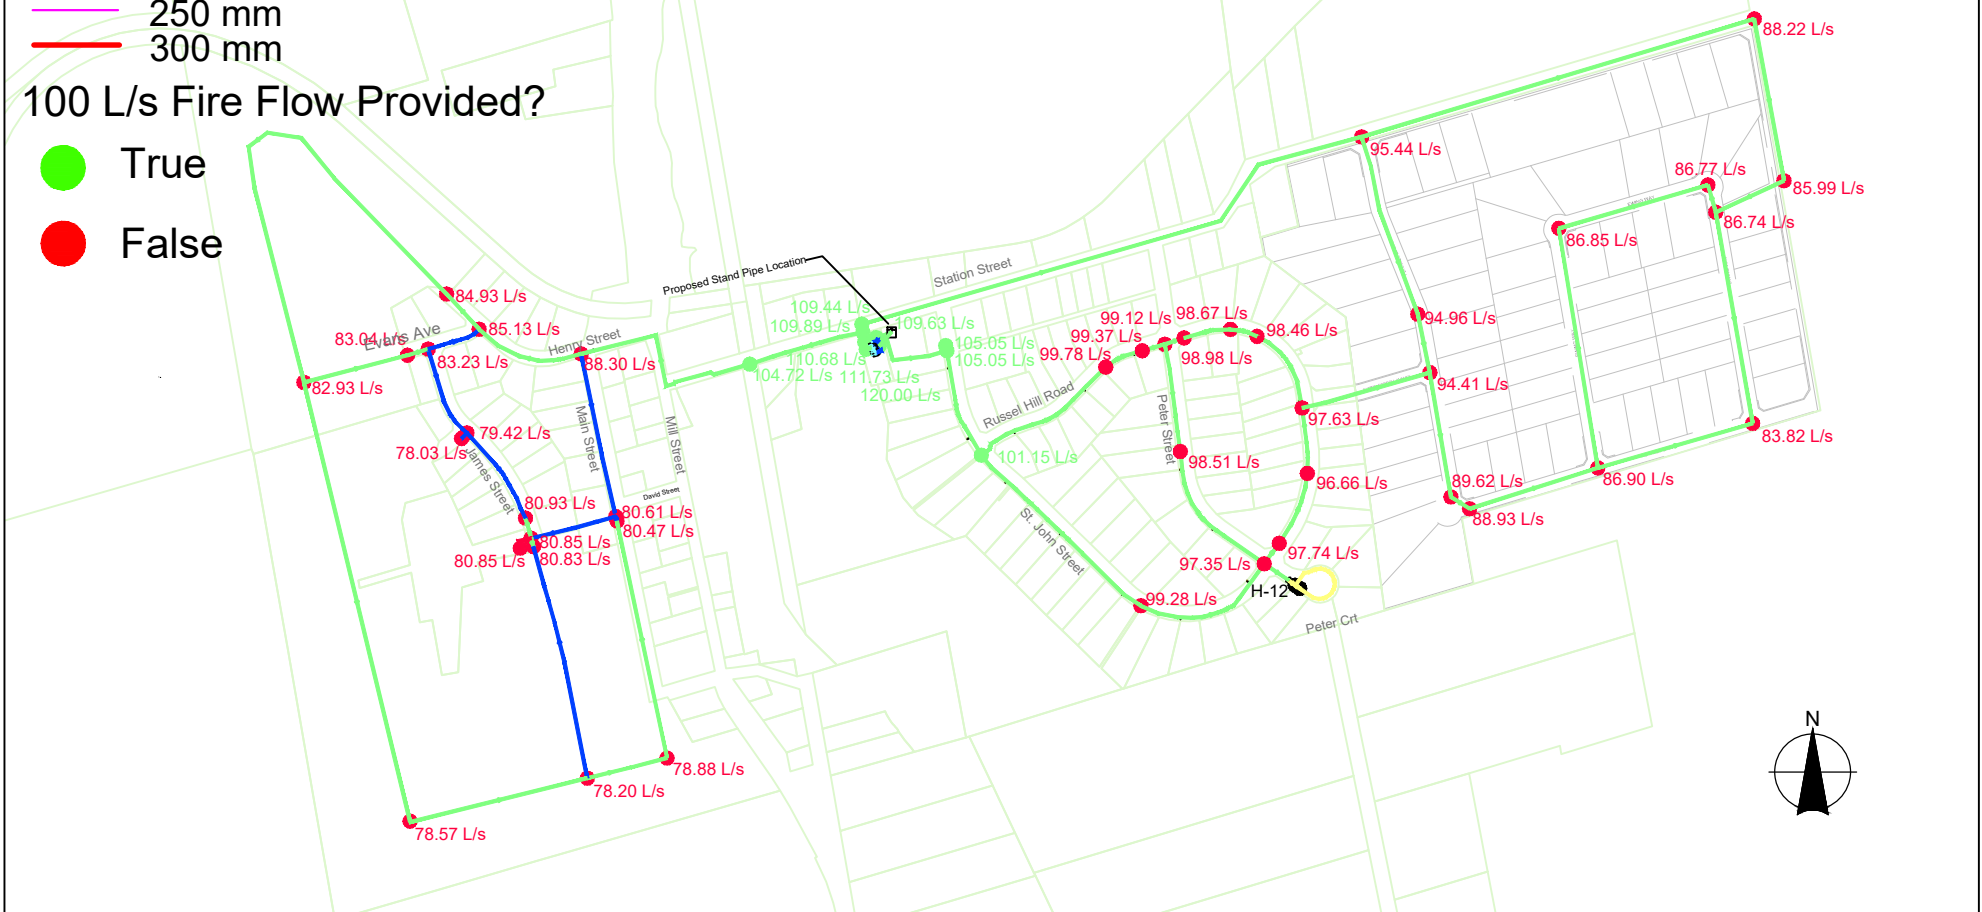 250 mm
300 mm
100 L/s Fire Flow Provided?
True
False
88.22 L/s
95.44 L/s
86.77 L/s
85.99 L/s
86.74 L/s
86.85 L/s
Proposed Stand Pipe Location
Station Street
84.93 L/s
109.44 L/s
109.89 L/s
109.63 L/s
85.13 L/s
83.04 L/s
Evans Ave
Henry Street
99.12 L/s
98.67 L/s
98.46 L/s
94.96 L/s
99.37 L/s
105.05 L/s
105.05 L/s
99.78 L/s
98.98 L/s
83.23 L/s
88.30 L/s
110.68 L/s
104.72 L/s
111.73 L/s
120.00 L/s
82.93 L/s
94.41 L/s
Russel Hill Road
97.63 L/s
79.42 L/s
78.03 L/s
Main Street
Mill Street
Peter Street
101.15 L/s
98.51 L/s
83.82 L/s
James Street
David Street
96.66 L/s
89.62 L/s
86.90 L/s
80.93 L/s
80.61 L/s
80.47 L/s
88.93 L/s
St. John Street
80.85 L/s
80.85 L/s
80.83 L/s
97.74 L/s
97.35 L/s
H-12
99.28 L/s
Peter Crt
N
78.88 L/s
78.20 L/s
78.57 L/s